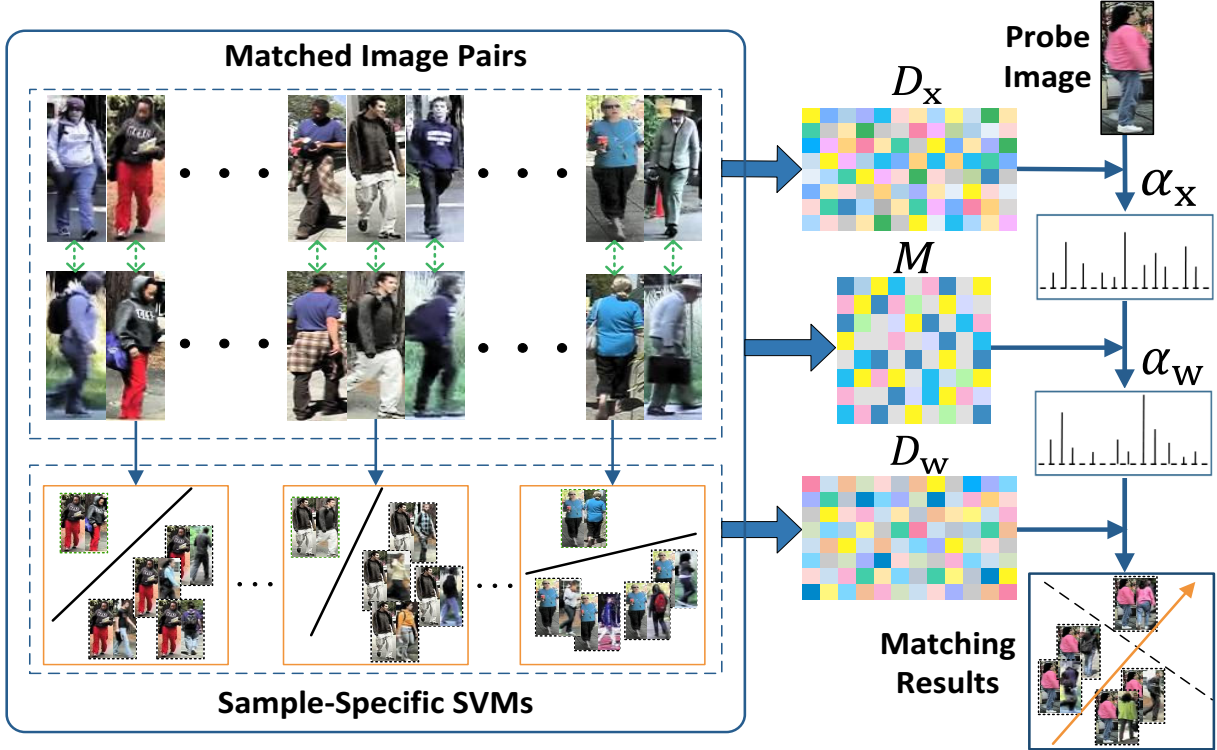 Matched Image Pairs
Probe
Image
D_x
α_x
M
α_w
D_w
Matching
Results
Sample-Specific SVMs